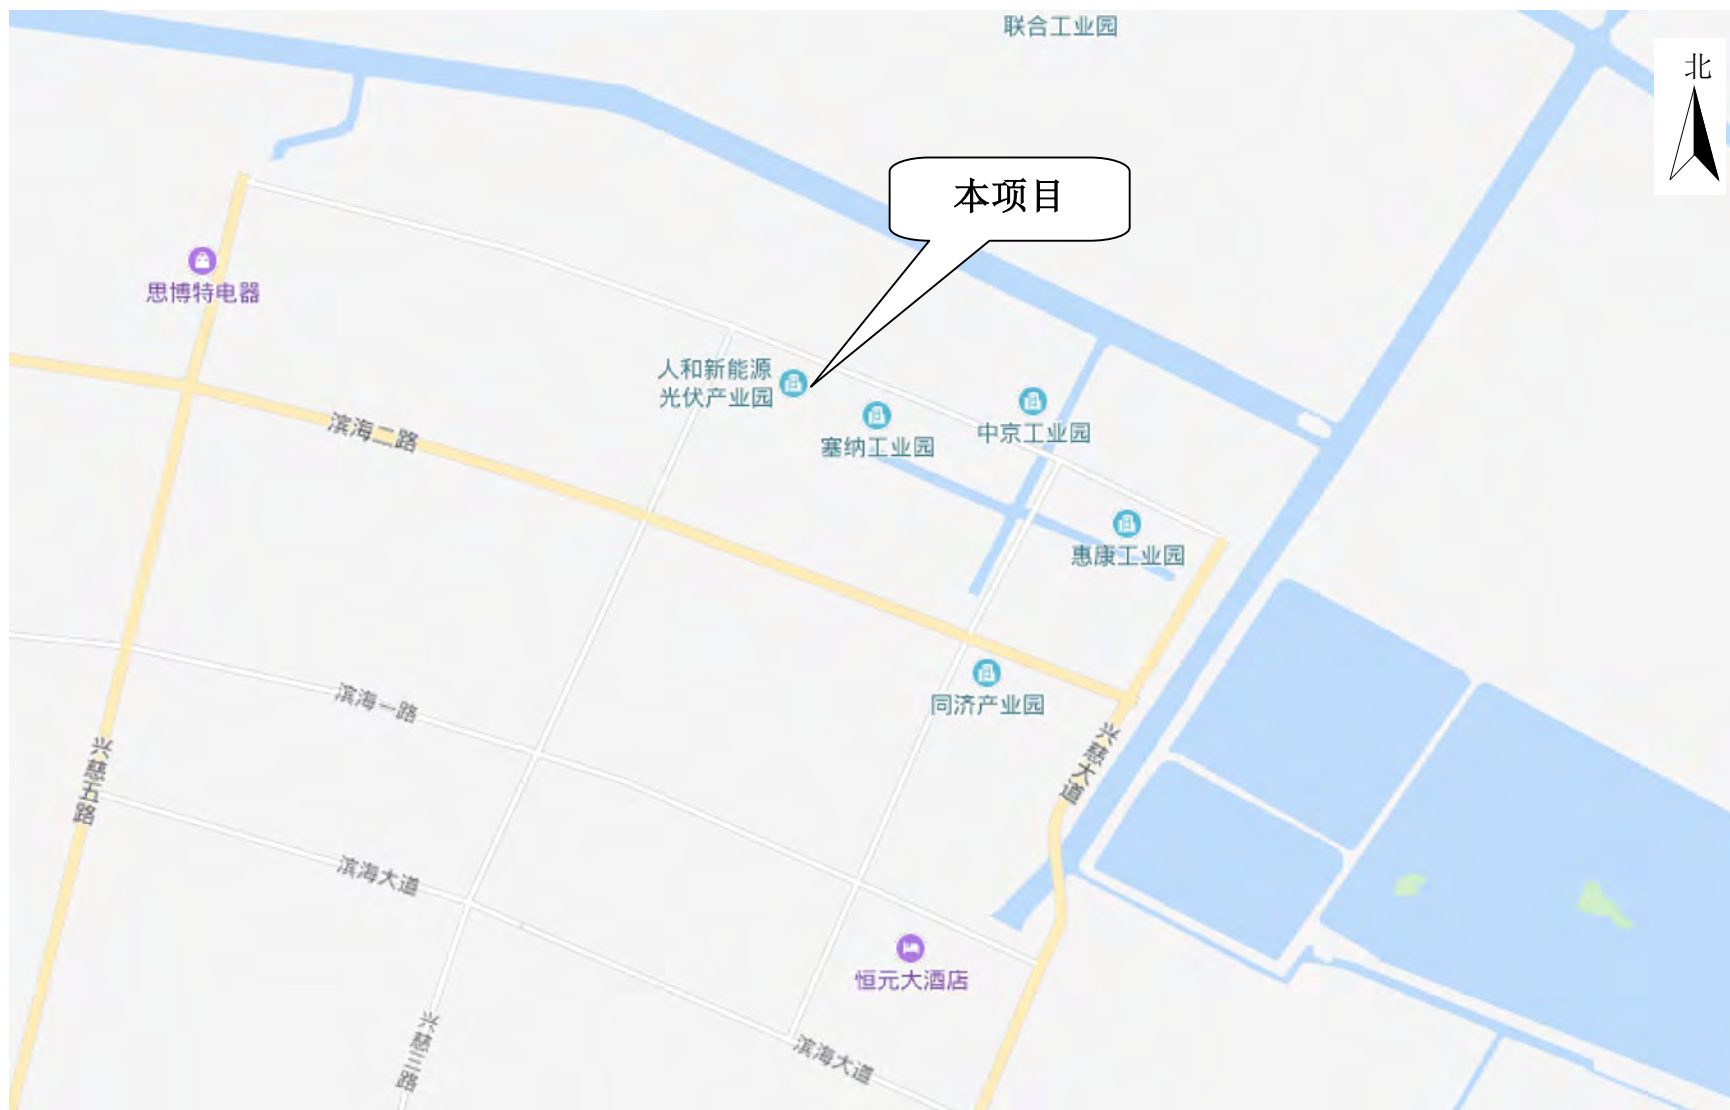 联合工业园
北
本项目
思博特电器
人和新能源
光伏产业园
塞纳工业园
中京工业园
滨海二路
惠康工业园
同济产业园
滨海一路
兴慈大道
兴慈五路
滨海大道
恒元大酒店
兴慈三路
滨海大道